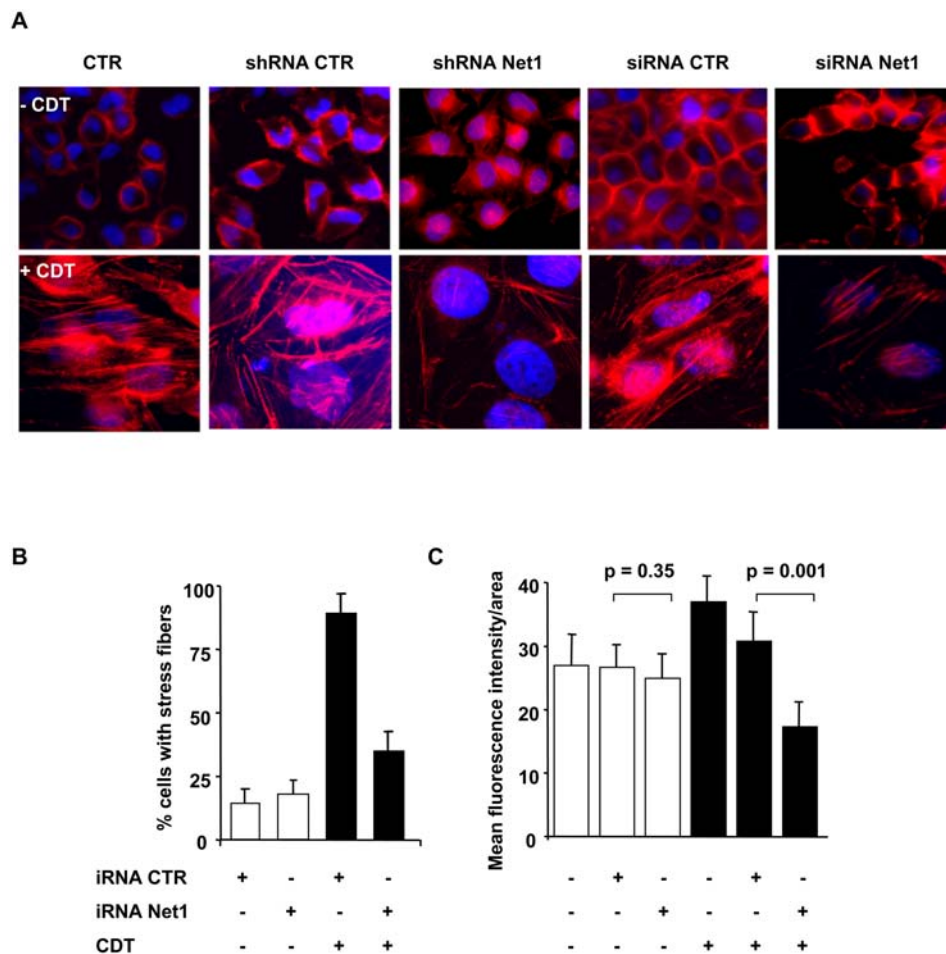 A
CTR shRNA CTR shRNA Net1 siRNA CTR siRNA Net1
- CDT
+ CDT
B
% cells with stress fibers
100
75
50
25
0
iRNA CTR + - + -
iRNA Net1 - + - +
CDT - - + +
C
Mean fluorescence intensity/area
p = 0.35 p = 0.001
40
30
20
10
0
- + - - + -
- - + - - +
- - - + + +